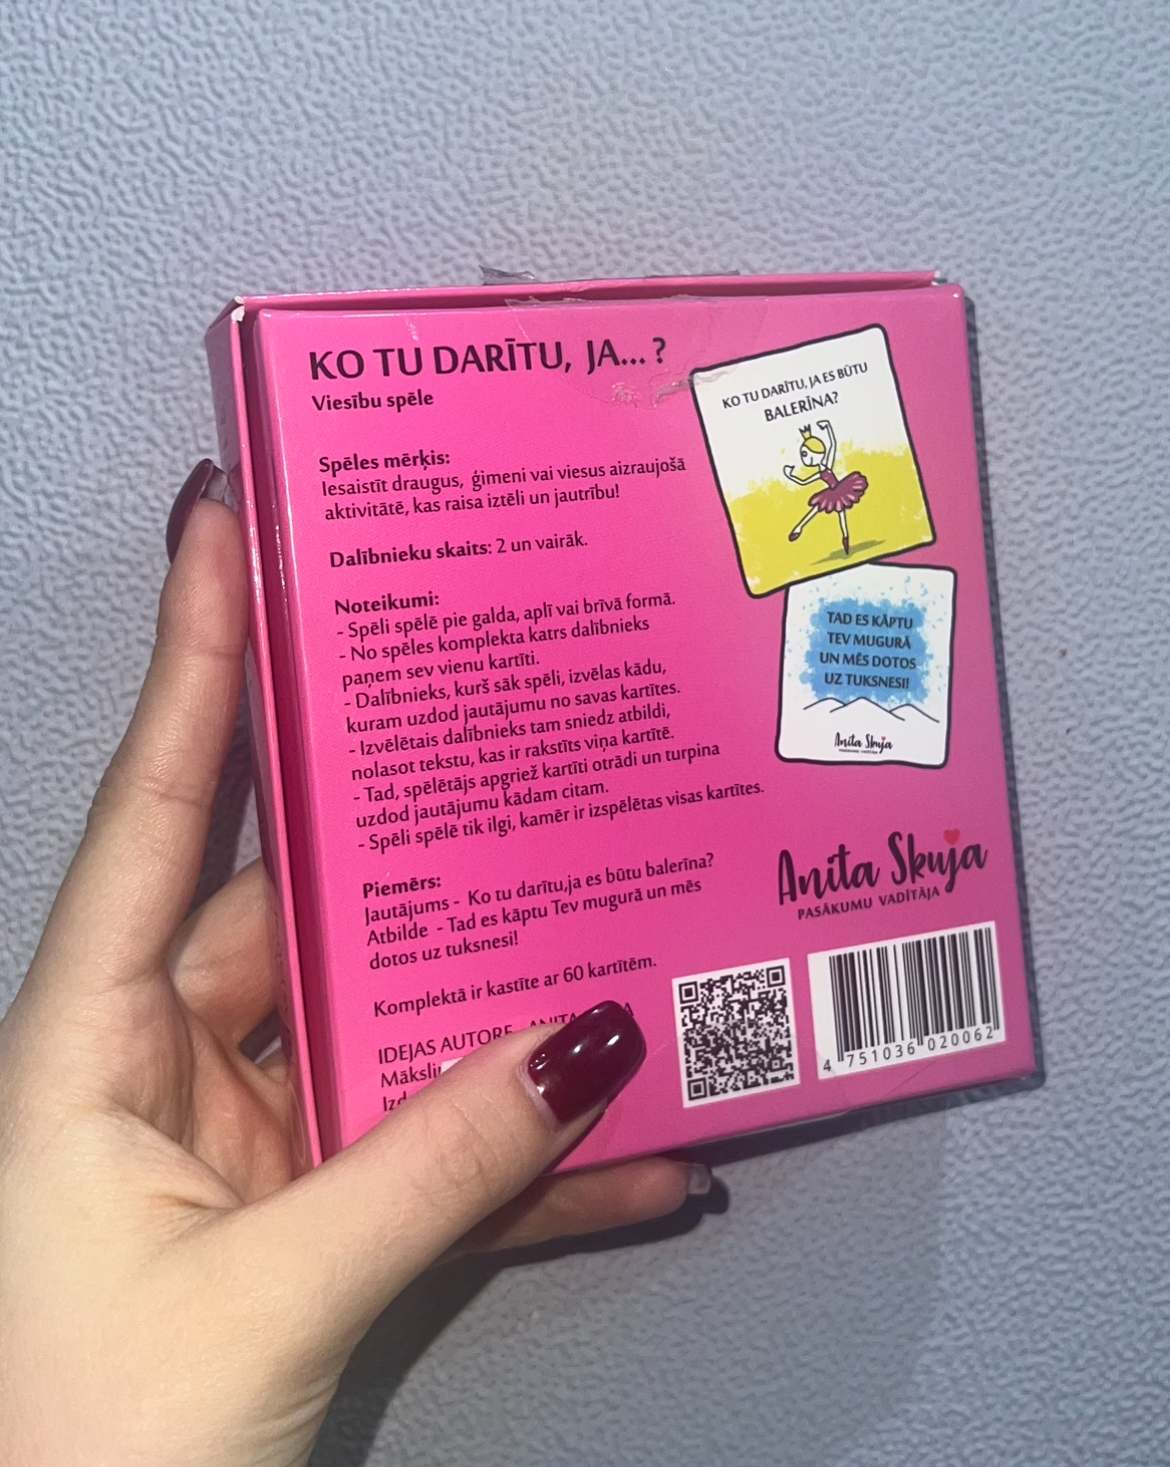 KO TU DARĪTU, JA... ?
Viesību spēle
Spēles mērķis:
Iesaistīt draugus, ģimeni vai viesus aizraujošā
aktivitātē, kas raisa iztēli un jautrību!
Dalībnieku skaits: 2 un vairāk.
Noteikumi:
- Spēli spēlē pie galda, aplī vai brīvā formā.
- No spēles komplekta katrs dalībnieks
paņem sev vienu kartīti.
- Dalībnieks, kurš sāk spēli, izvēlas kādu,
kuram uzdod jautājumu no savas kartītes.
- Izvēlētais dalībnieks tam sniedz atbildi,
nolasot tekstu, kas ir rakstīts viņa kartītē.
- Tad, spēlētājs apgriež kartīti otrādi un turpina
uzdod jautājumu kādam citam.
- Spēli spēlē tik ilgi, kamēr ir izspēlētas visas kartītes.
Piemērs:
Jautājums - Ko tu darītu,ja es būtu balerīna?
Atbilde - Tad es kāptu Tev mugurā un mēs
dotos uz tuksnesi!
Komplektā ir kastīte ar 60 kartītēm.
IDEJAS AUTORE
KO TU DARĪTU, JA ES BŪTU
BALERĪNA?
TAD ES KĀPTU
TEV MUGURĀ
UN MĒS DOTOS
UZ TUKSNESI!
Anita Skuja
PASĀKUMU VADĪTĀJA
Anita Skuja
PASĀKUMU VADĪTĀJA
4 751036 020062